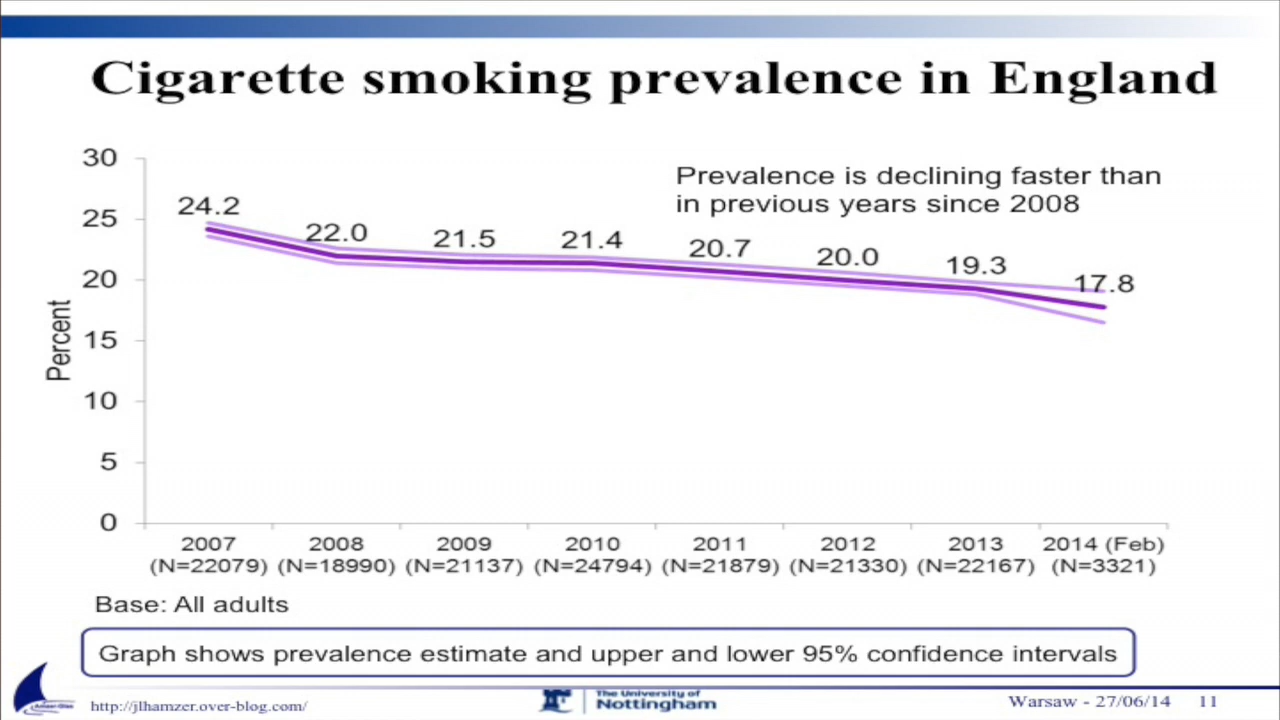 Cigarette smoking prevalence in England
30
25
20
15
10
5
0
Percent
Prevalence is declining faster than
in previous years since 2008
24.2
22.0
21.5
21.4
20.7
20.0
19.3
17.8
2007 2008 2009 2010 2011 2012 2013 2014 (Feb)
(N=22079) (N=18990) (N=21137) (N=24794) (N=21879) (N=21330) (N=22167) (N=3321)
Base: All adults
Graph shows prevalence estimate and upper and lower 95% confidence intervals
http://jlhamzer.over-blog.com/
The University of
Nottingham
Warsaw - 27/06/14 11